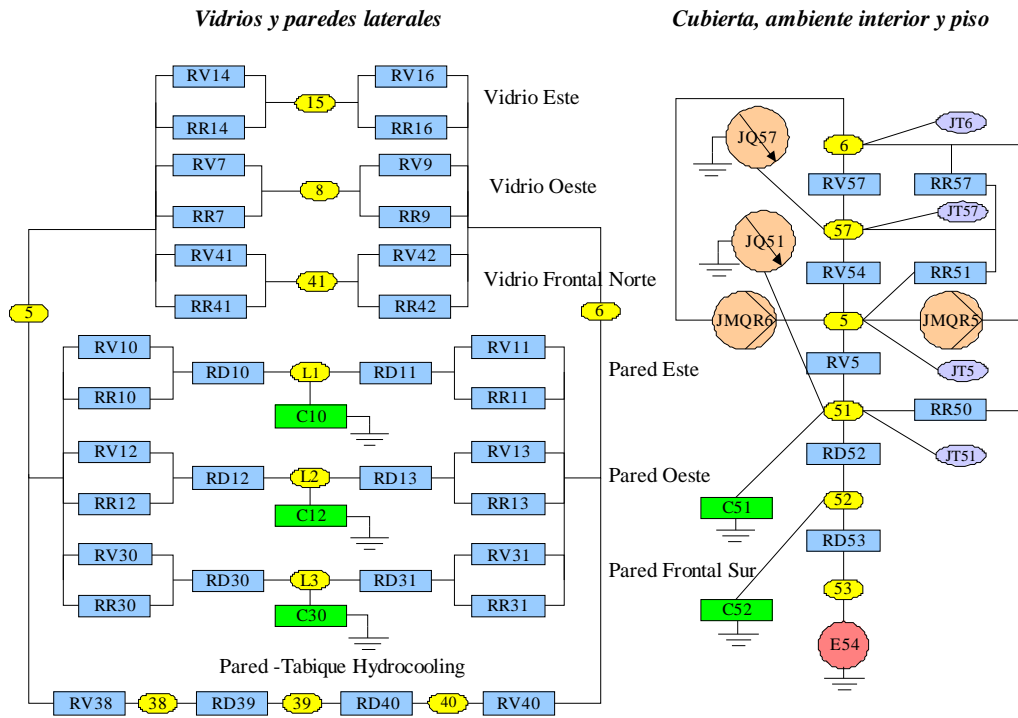 Vidrios y paredes laterales
Cubierta, ambiente interior y piso
RV14
RV16
15
Vidrio Este
RR14
RR16
RV7
RV9
8
Vidrio Oeste
RR7
RR9
RV41
RV42
41
Vidrio Frontal Norte
RR41
RR42
5
6
RV10
RV11
RD10
L1
RD11
Pared Este
RR10
RR11
C10
RV12
RV13
RD12
L2
RD13
Pared Oeste
RR12
RR13
C12
RV30
RV31
RD30
L3
RD31
Pared Frontal Sur
RR30
RR31
C30
Pared -Tabique Hydrocooling
RV38
38
RD39
39
RD40
40
RV40
JQ57
6
JT6
RV57
RR57
57
JT57
JQ51
RV54
RR51
JMQR6
5
JMQR5
RV5
JT5
51
RR50
RD52
JT51
C51
52
RD53
53
C52
E54